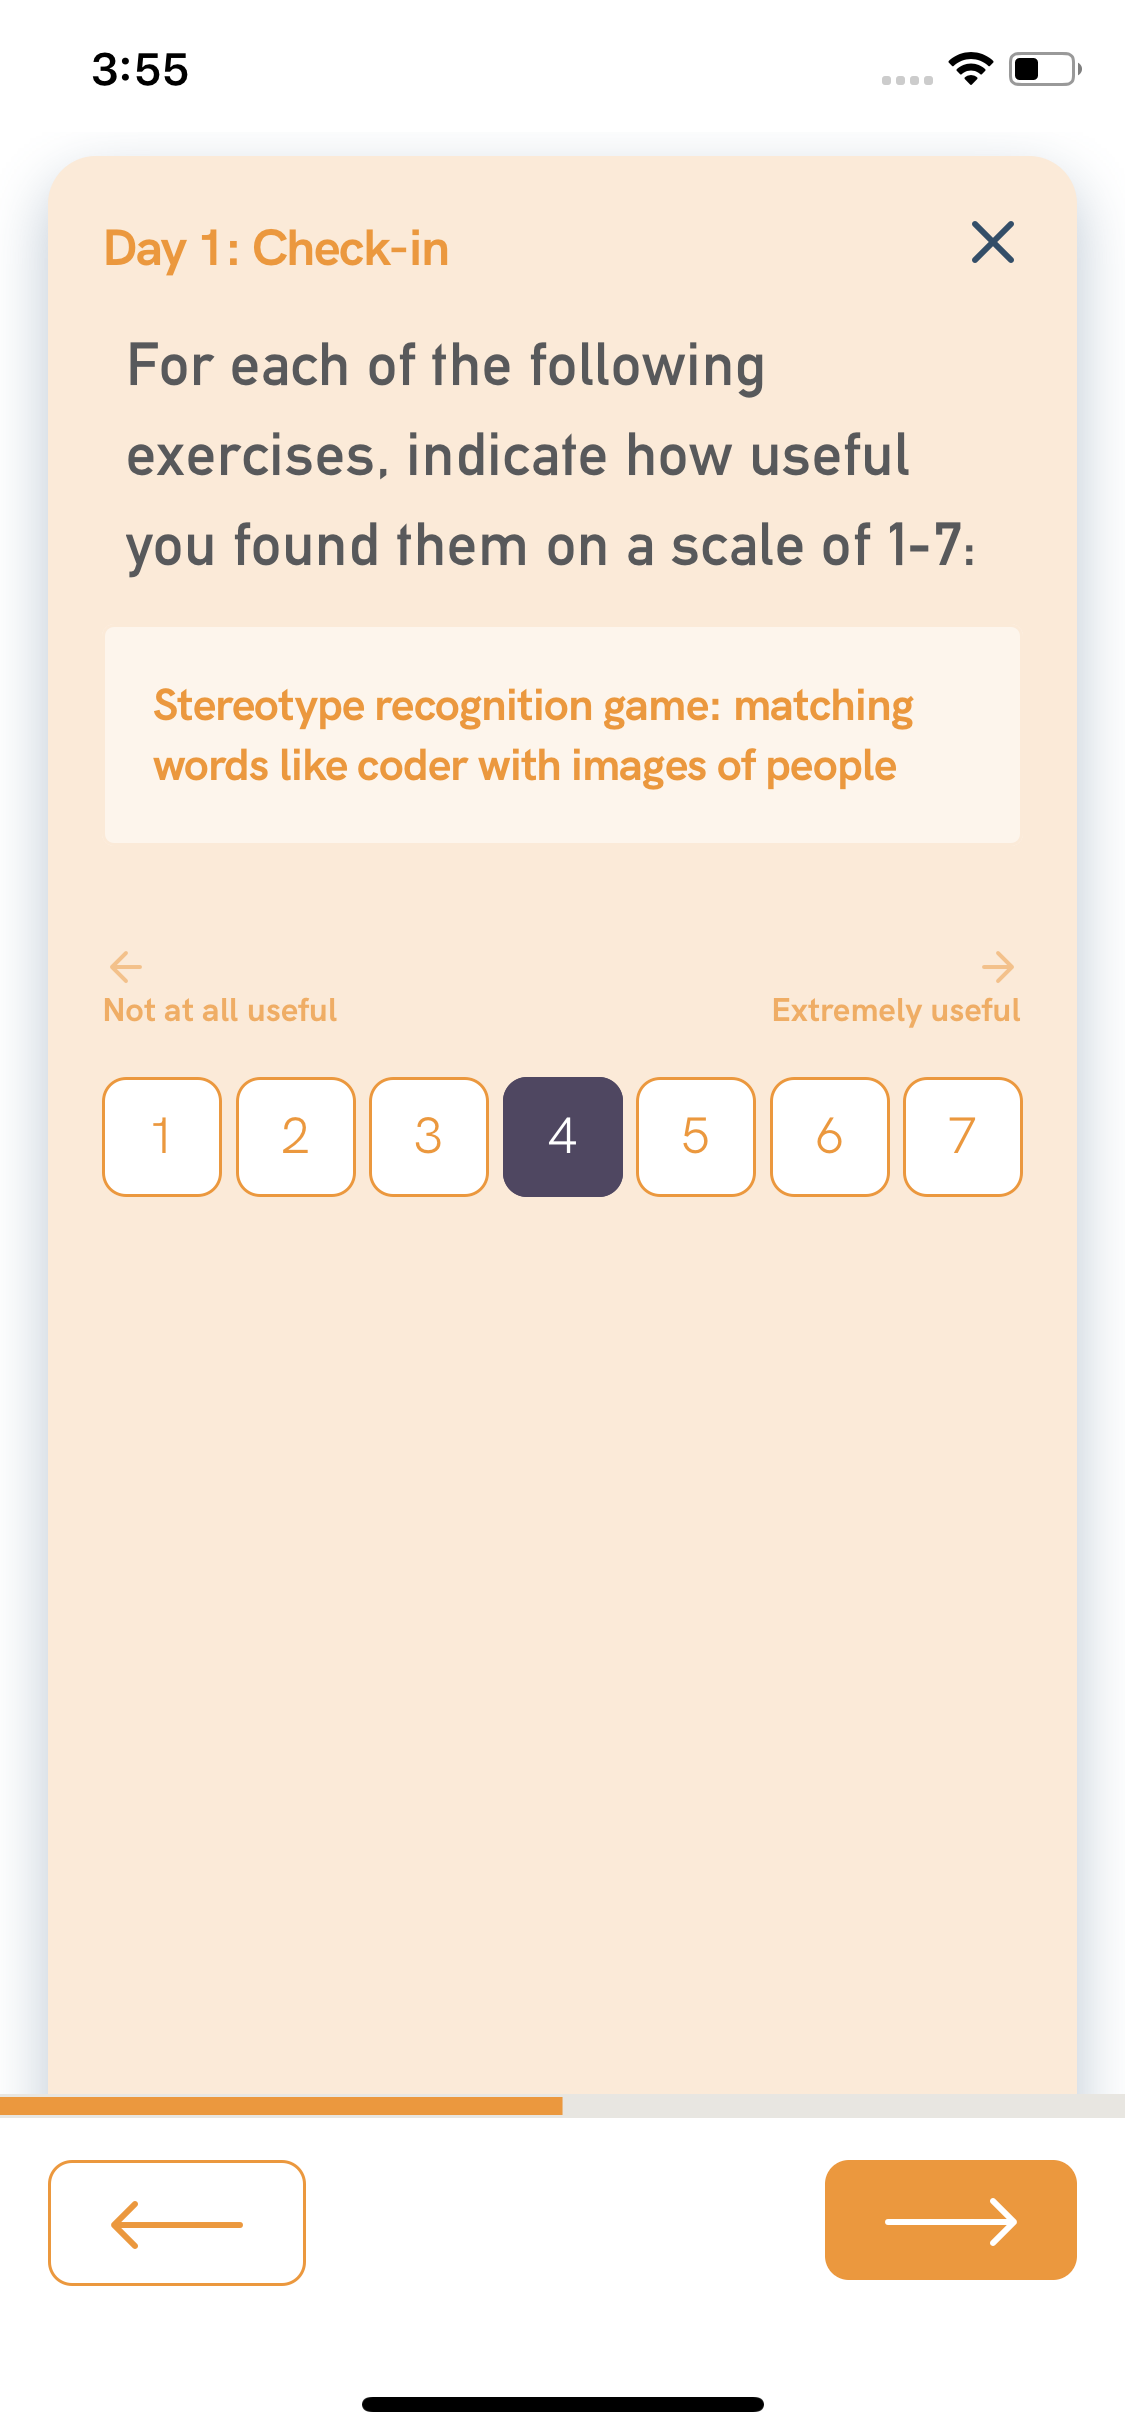 3:55
Day 1: Check-in
For each of the following
exercises, indicate how useful
you found them on a scale of 1-7:
Stereotype recognition game: matching
words like coder with images of people
Not at all useful
Extremely useful
1 2 3 4 5 6 7